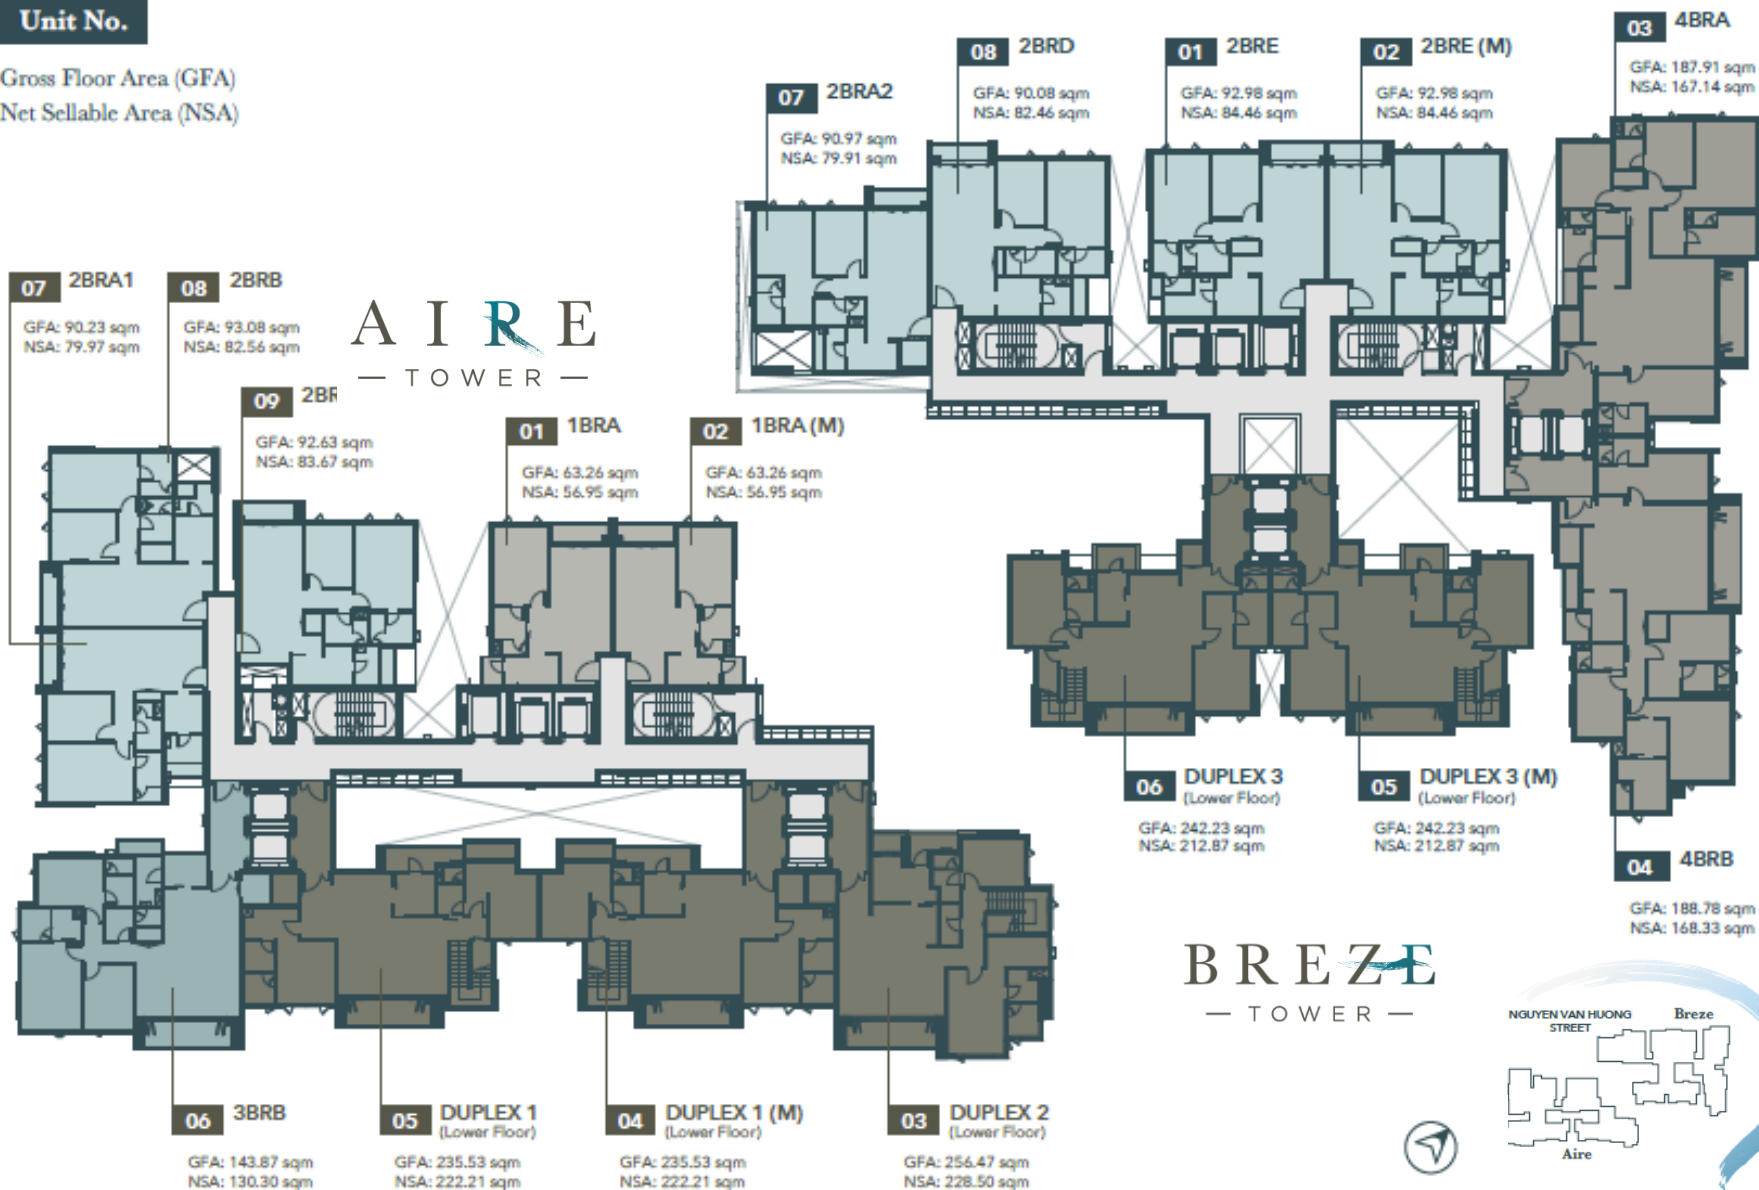 Unit No.
Gross Floor Area (GFA)
Net Sellable Area (NSA)
07 2BRA1
GFA: 90.23 sqm
NSA: 79.97 sqm
08 2BRB
GFA: 93.08 sqm
NSA: 82.56 sqm
AIRE
TOWER
09
GFA: 92.63 sqm
NSA: 83.67 sqm
01 1BRA
GFA: 63.26 sqm
NSA: 56.95 sqm
02 1BRA (M)
GFA: 63.26 sqm
NSA: 56.95 sqm
07 2BRA2
GFA: 90.97 sqm
NSA: 79.91 sqm
08 2BRD
GFA: 90.08 sqm
NSA: 82.46 sqm
01 2BRE
GFA: 92.98 sqm
NSA: 84.46 sqm
02 2BRE (M)
GFA: 92.98 sqm
NSA: 84.46 sqm
03 4BRA
GFA: 187.91 sqm
NSA: 167.14 sqm
06 DUPLEX 3
(Lower Floor)
GFA: 242.23 sqm
NSA: 212.87 sqm
05 DUPLEX 3 (M)
(Lower Floor)
GFA: 242.23 sqm
NSA: 212.87 sqm
04 4BRB
GFA: 188.78 sqm
NSA: 168.33 sqm
BREZE
TOWER
06 3BRB
GFA: 143.87 sqm
NSA: 130.30 sqm
05 DUPLEX 1
(Lower Floor)
GFA: 235.53 sqm
NSA: 222.21 sqm
04 DUPLEX 1 (M)
(Lower Floor)
GFA: 235.53 sqm
NSA: 222.21 sqm
03 DUPLEX 2
(Lower Floor)
GFA: 256.47 sqm
NSA: 228.50 sqm
NGUYEN VAN HUONG
STREET
Breze
Aire